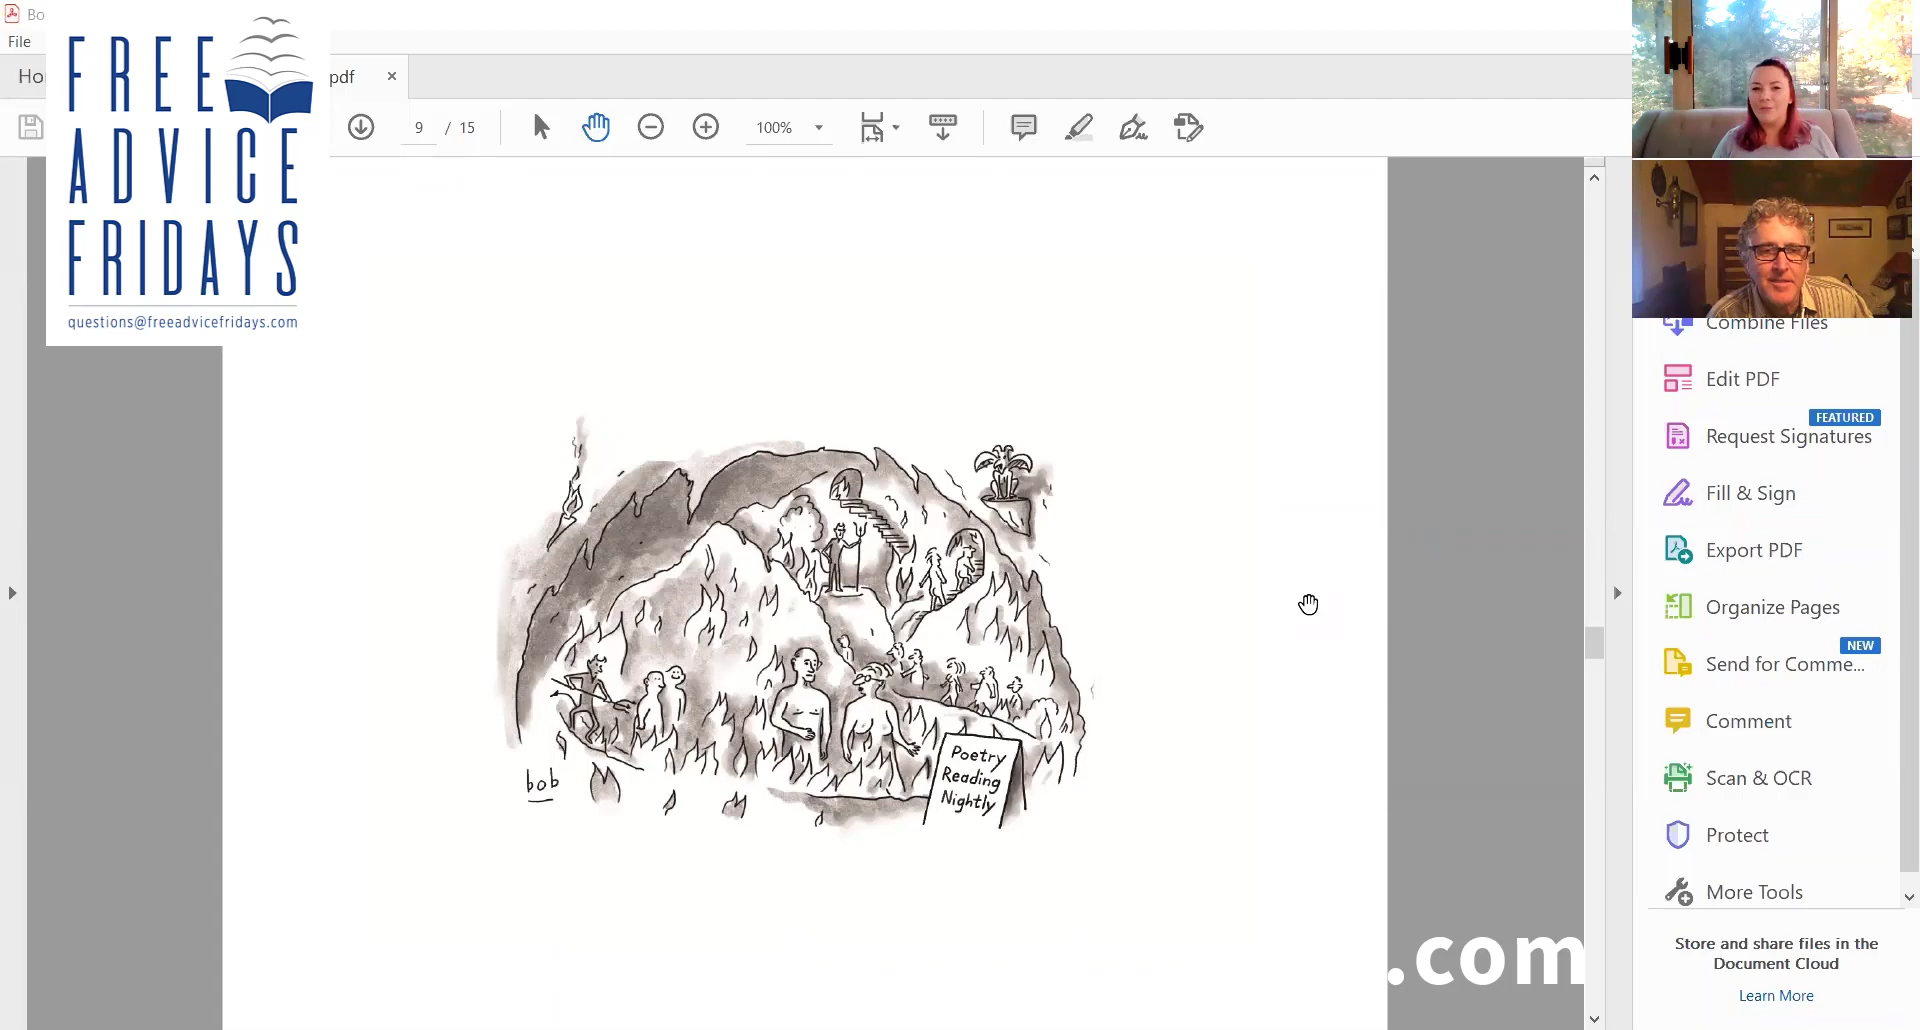 Bo
File
Ho
pdf
FREE
ADVICE
FRIDAYS
questions@freeadvicefridays.com
9 / 15
100%
Poetry
Reading
Nightly
bob
Combine Files
Edit PDF
FEATURED
Request Signatures
Fill & Sign
Export PDF
Organize Pages
NEW
Send for Comme...
Comment
Scan & OCR
Protect
More Tools
Store and share files in the
Document Cloud
Learn More
.com